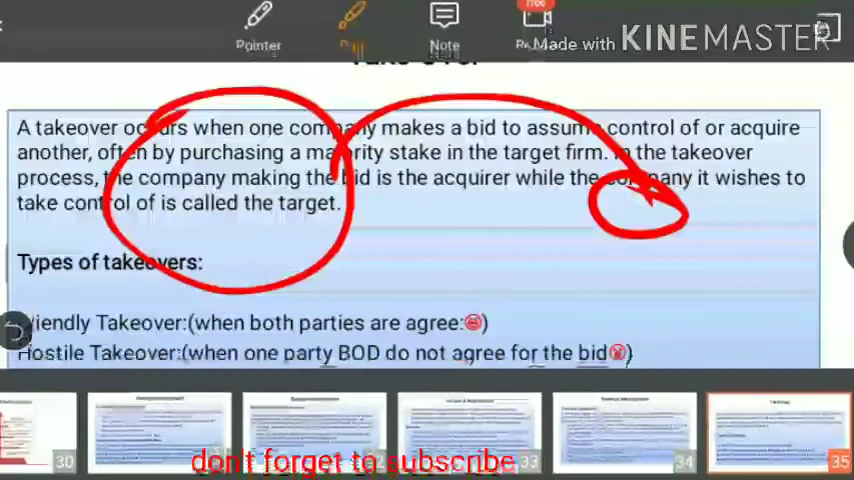 Free
Pointer
Note
Made with KINEMASTER
A takeover occurs when one company makes a bid to assume control of or acquire
another, often by purchasing a majority stake in the target firm. In the takeover
process, the company making the bid is the acquirer while the company it wishes to
take control of is called the target.
Types of takeovers:
Friendly Takeover:(when both parties are agree:)
Hostile Takeover:(when one party BOD do not agree for the bid)
30
33
34
35
don't forget to subscribe